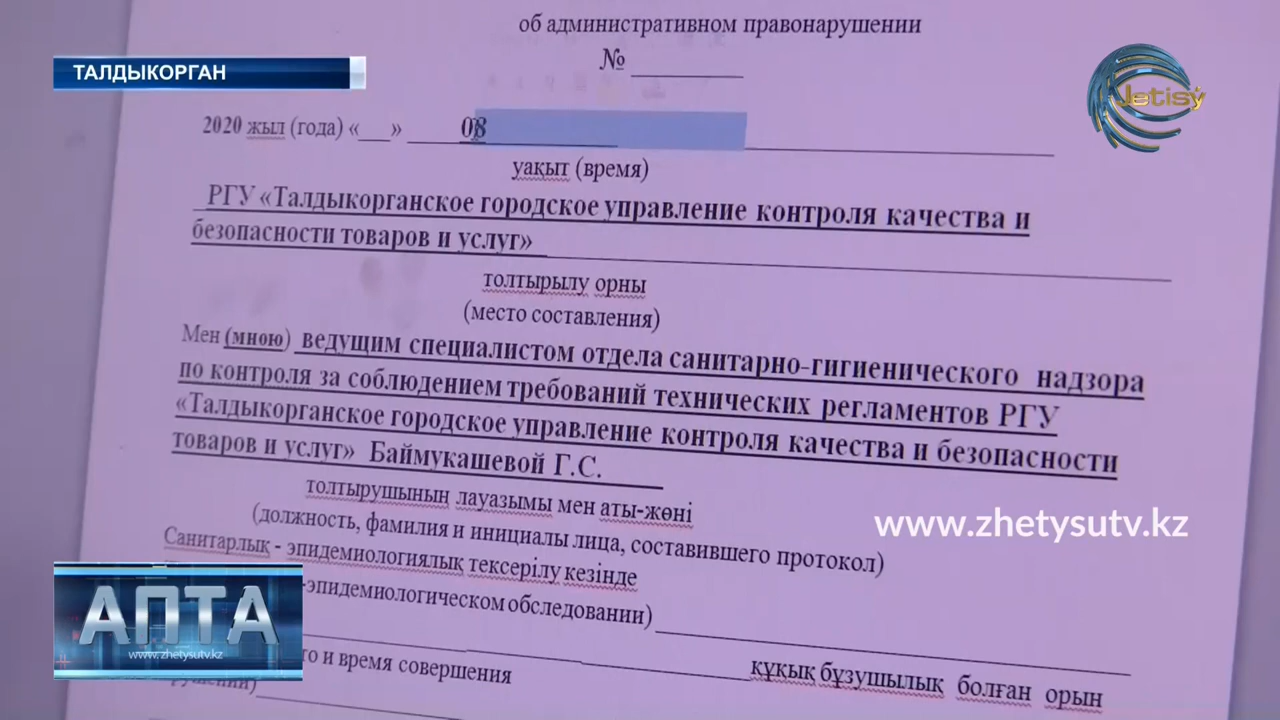 об административном правонарушении
№ ________
ТАЛДЫКОРГАН
Jetisý
2020 жыл (года) «___» 08
уақыт (время)
РГУ «Талдыкорганское городское управление контроля качества и
безопасности товаров и услуг»
толтырылу орны
(место составления)
Мен (мною) ведущим специалистом отдела санитарно-гигиенического надзора
по контроля за соблюдением требований технических регламентов РГУ
«Талдыкорганское городское управление контроля качества и безопасности
товаров и услуг» Баймукашевой Г.С.
толтырушының лауазымы мен аты-жөні
(должность, фамилия и инициалы лица, составившего протокол)
www.zhetysutv.kz
Санитарлық - эпидемиологиялық тексерілу кезінде
-эпидемиологическом обследовании)
АПТА
www.zhetysutv.kz
и время совершения
құқық бұзушылық болған орын